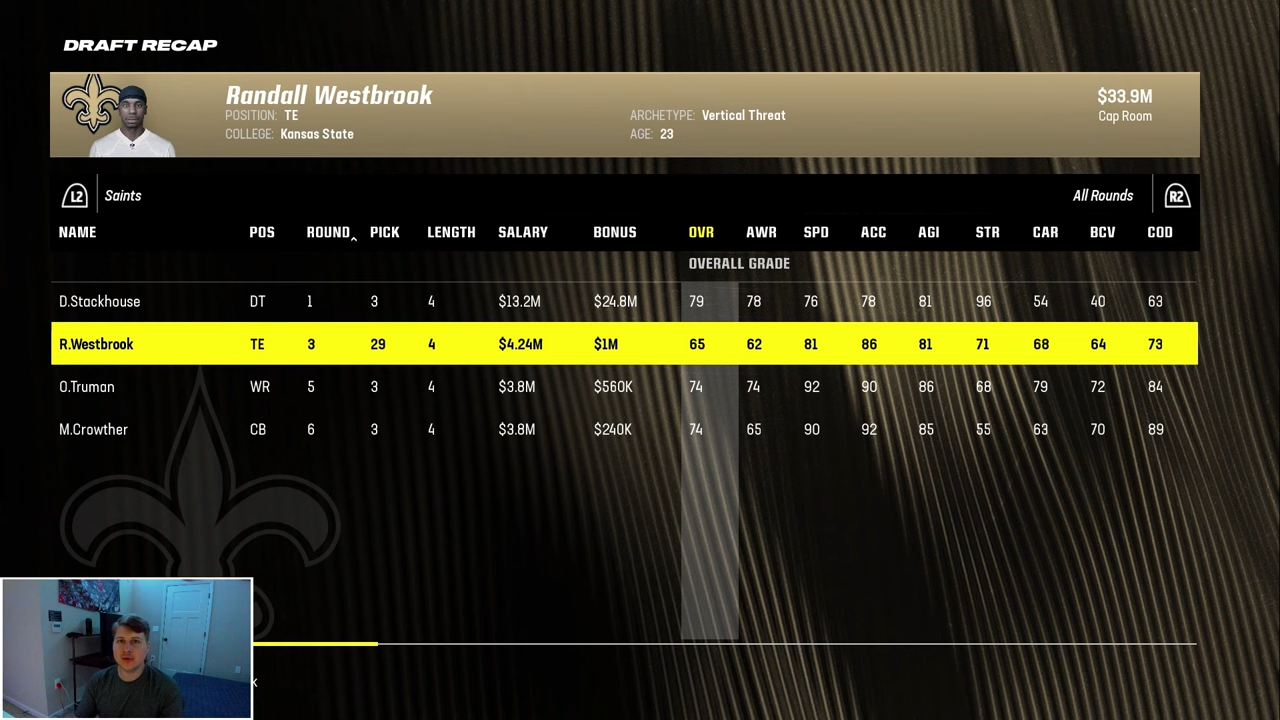 DRAFT RECAP
Randall Westbrook
POSITION: TE
COLLEGE: Kansas State
ARCHETYPE: Vertical Threat
AGE: 23
$33.9M
Cap Room
L2 Saints All Rounds R2
NAME POS ROUND PICK LENGTH SALARY BONUS OVR AWR SPD ACC AGI STR CAR BCV COD
OVERALL GRADE
D.Stackhouse DT 1 3 4 $13.2M $24.8M 79 78 76 78 81 96 54 40 63
R.Westbrook TE 3 29 4 $4.24M $1M 65 62 81 86 81 71 68 64 73
O.Truman WR 5 3 4 $3.8M $560K 74 74 92 90 86 68 79 72 84
M.Crowther CB 6 3 4 $3.8M $240K 74 65 90 92 85 55 63 70 89